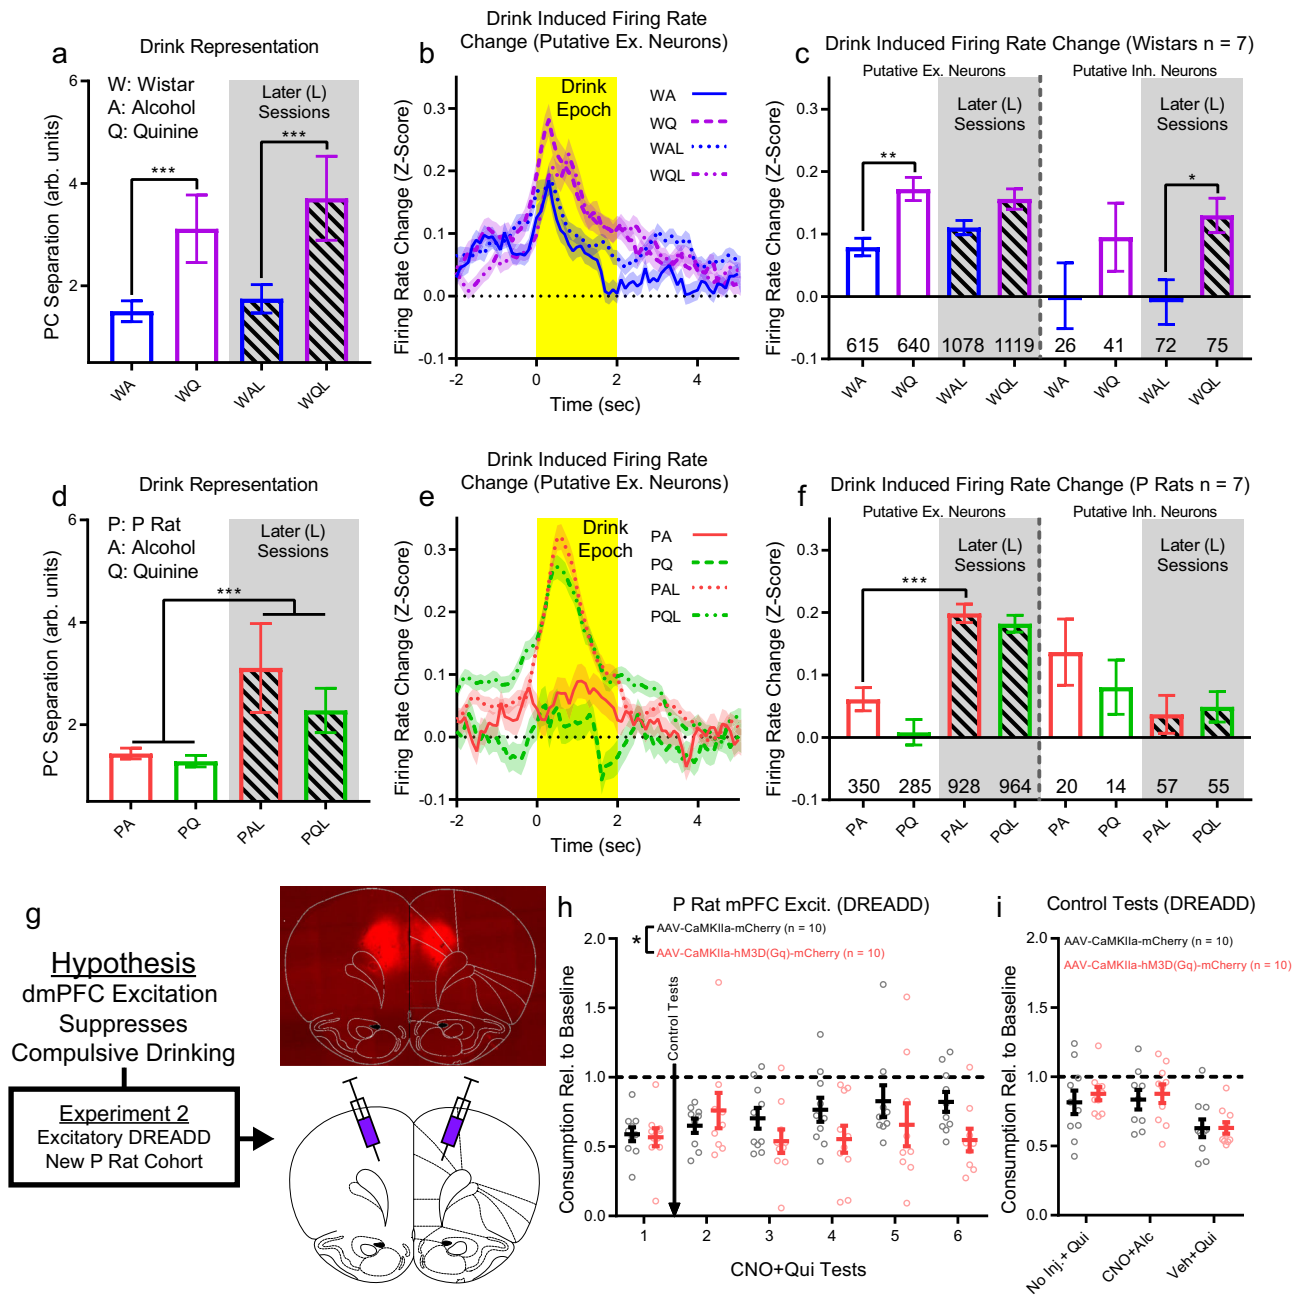 a
Drink Representation
W: Wistar
A: Alcohol
Q: Quinine
Later (L)
Sessions
***
***
PC Separation (arb. units)
6
4
2
WA
WQ
WAL
WQL
b
Drink Induced Firing Rate
Change (Putative Ex. Neurons)
Drink
Epoch
WA
WQ
WAL
WQL
Firing Rate Change (Z-Score)
0.3
0.2
0.1
0.0
-0.1
-2
0
2
4
Time (sec)
c
Drink Induced Firing Rate Change (Wistars n = 7)
Putative Ex. Neurons
Putative Inh. Neurons
Later (L)
Sessions
Later (L)
Sessions
**
*
Firing Rate Change (Z-Score)
0.3
0.2
0.1
0.0
-0.1
615
640
1078
1119
26
41
72
75
WA
WQ
WAL
WQL
WA
WQ
WAL
WQL
d
Drink Representation
P: P Rat
A: Alcohol
Q: Quinine
Later (L)
Sessions
***
PC Separation (arb. units)
6
4
2
PA
PQ
PAL
PQL
e
Drink Induced Firing Rate
Change (Putative Ex. Neurons)
Drink
Epoch
PA
PQ
PAL
PQL
Firing Rate Change (Z-Score)
0.3
0.2
0.1
0.0
-0.1
-2
0
2
4
Time (sec)
f
Drink Induced Firing Rate Change (P Rats n = 7)
Putative Ex. Neurons
Putative Inh. Neurons
Later (L)
Sessions
Later (L)
Sessions
***
Firing Rate Change (Z-Score)
0.3
0.2
0.1
0.0
-0.1
350
285
928
964
20
14
57
55
PA
PQ
PAL
PQL
PA
PQ
PAL
PQL
g
Hypothesis
dmPFC Excitation
Suppresses
Compulsive Drinking
Experiment 2
Excitatory DREADD
New P Rat Cohort
h
P Rat mPFC Excit. (DREADD)
*
AAV-CaMKIIa-mCherry (n = 10)
AAV-CaMKIIa-hM3D(Gq)-mCherry (n = 10)
Control Tests
Consumption Rel. to Baseline
2.0
1.5
1.0
0.5
0.0
1
2
3
4
5
6
CNO+Qui Tests
i
Control Tests (DREADD)
AAV-CaMKIIa-mCherry (n = 10)
AAV-CaMKIIa-hM3D(Gq)-mCherry (n = 10)
Consumption Rel. to Baseline
2.0
1.5
1.0
0.5
0.0
No Inj.+Qui
CNO+Alc
Veh+Qui